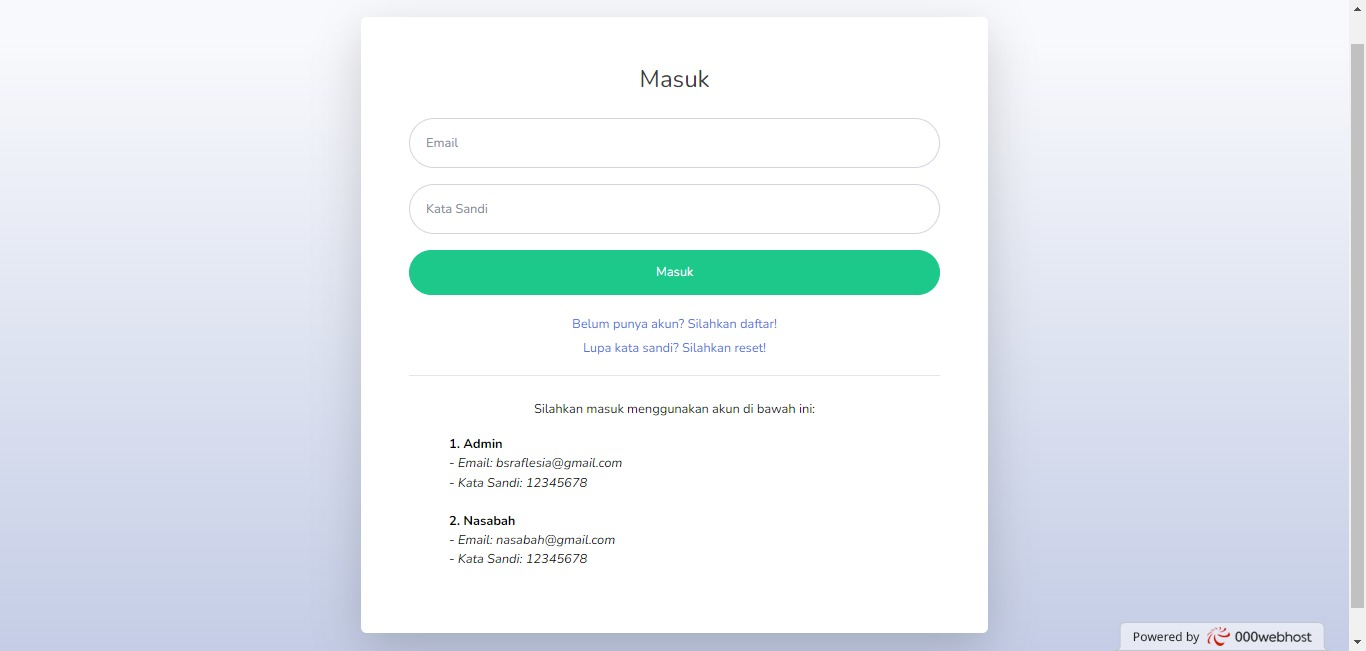 Masuk
Email
Kata Sandi
Masuk
Belum punya akun? Silahkan daftar!
Lupa kata sandi? Silahkan reset!
Silahkan masuk menggunakan akun di bawah ini:
1. Admin
- Email: bsraflesia@gmail.com
- Kata Sandi: 12345678
2. Nasabah
- Email: nasabah@gmail.com
- Kata Sandi: 12345678
Powered by 000webhost